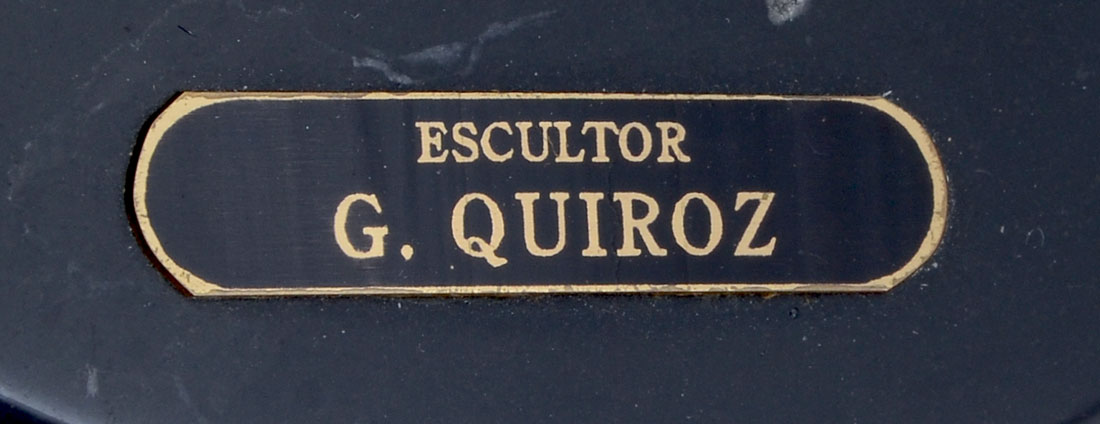 ESCULTOR
G. QUIROZ